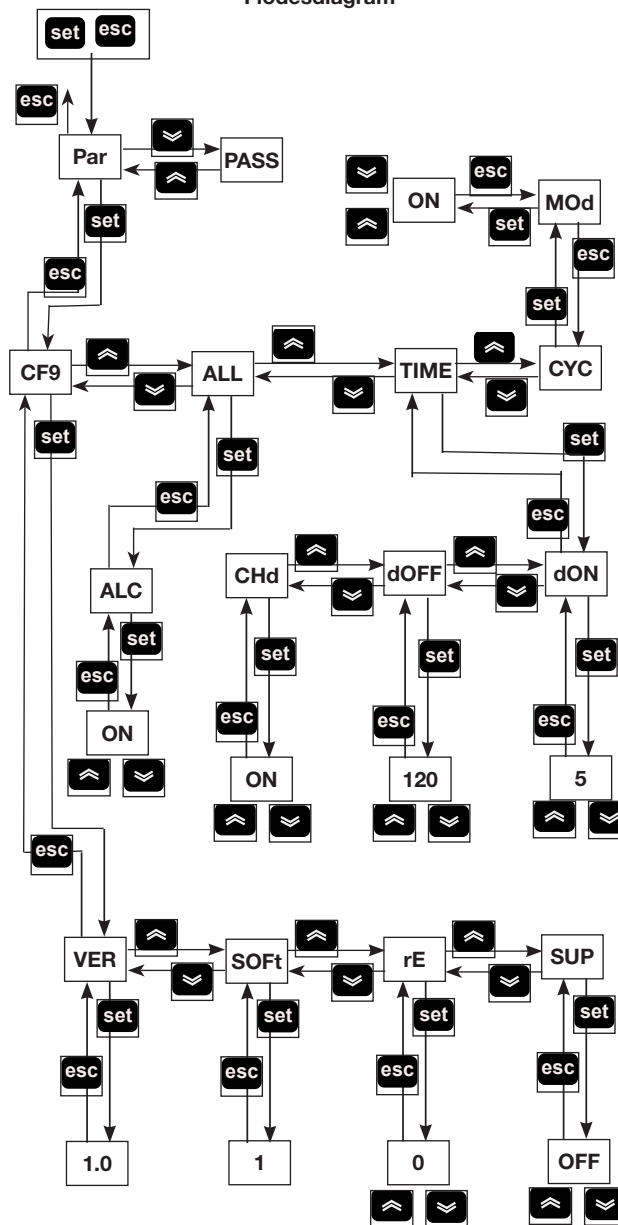 Flödesdiagram
set esc
esc
Par PASS
set
esc
ON esc MOd
set esc
set
CF9 ALL TIME CYC
set set set
esc esc
CHd dOFF dON
ALC
set set set set
esc esc esc esc
ON
ON 120 5
esc
VER SOFt rE SUP
set set set set
esc esc esc esc
1.0 1 0 OFF